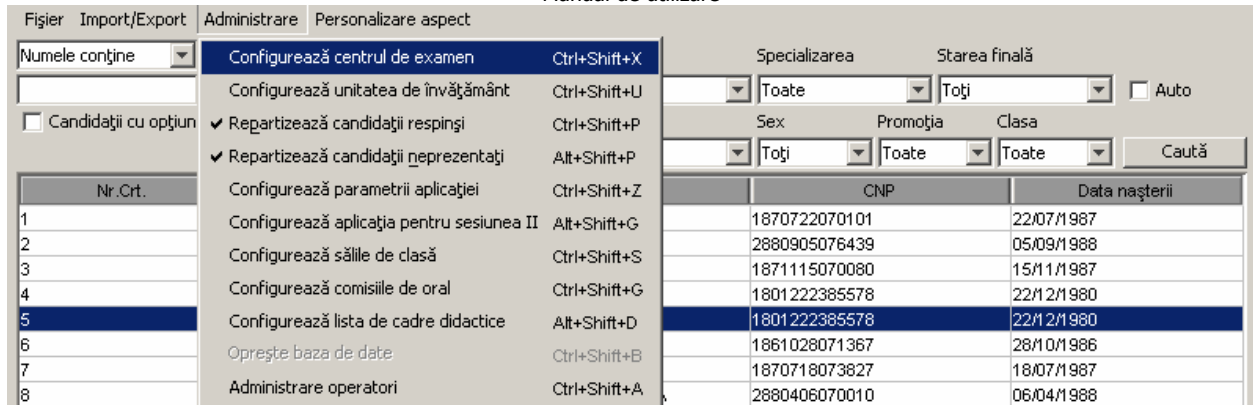 Manual de utilizare
Fişier Import/Export Administrare Personalizare aspect
Numele conţine Configurează centrul de examen Ctrl+Shift+X Specializarea Starea finală
Configurează unitatea de învăţământ Ctrl+Shift+U Toate Toţi Auto
Candidaţii cu opţiun Repartizează candidaţii respinşi Ctrl+Shift+P Sex Promoţia Clasa
Repartizează candidaţii neprezentaţi Alt+Shift+P Toţi Toate Toate Caută
Nr.Crt. Configurează parametrii aplicaţiei Ctrl+Shift+Z CNP Data naşterii
1 Configurează aplicaţia pentru sesiunea II Alt+Shift+G 1870722070101 22/07/1987
2 2880905076439 05/09/1988
3 Configurează sălile de clasă Ctrl+Shift+S 1871115070080 15/11/1987
4 Configurează comisiile de oral Ctrl+Shift+G 1801222385578 22/12/1980
5 Configurează lista de cadre didactice Alt+Shift+D 1801222385578 22/12/1980
6 Opreşte baza de date Ctrl+Shift+B 1861028071367 28/10/1986
7 1870718073827 18/07/1987
8 Administrare operatori Ctrl+Shift+A 2880406070010 06/04/1988